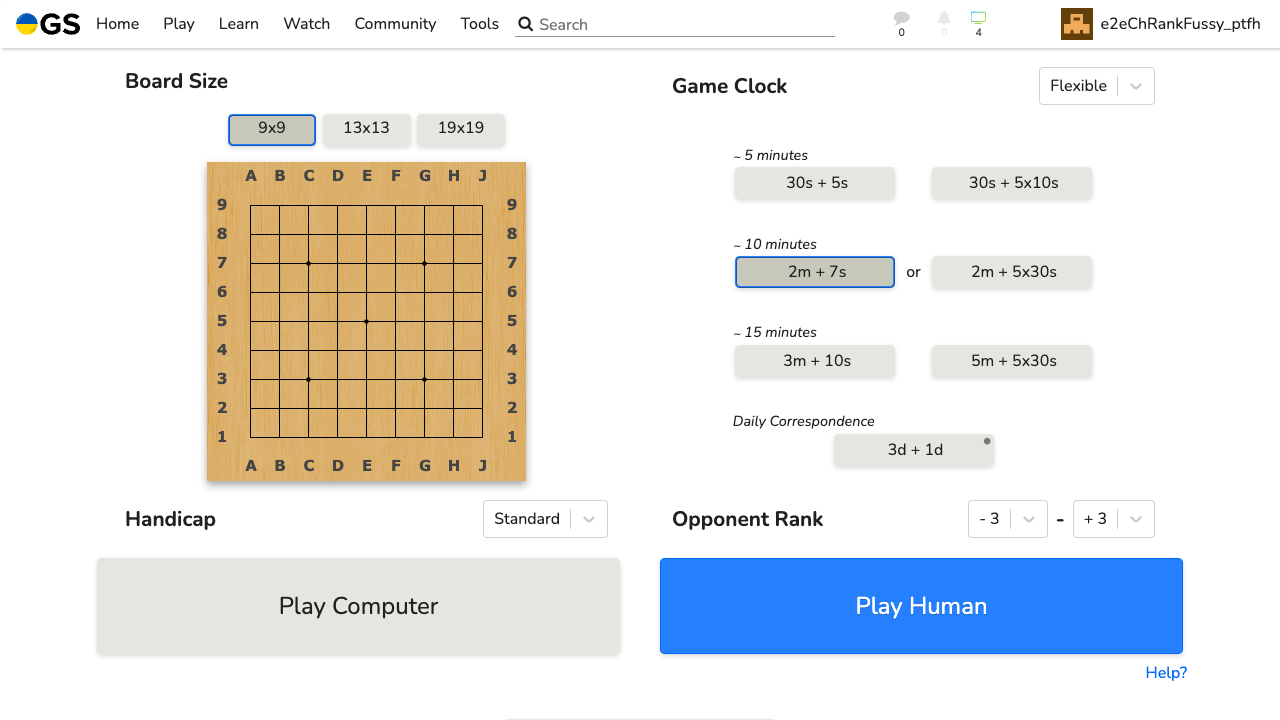 GS Home Play Learn Watch Community Tools Search 0 0 4 e2eChRankFussy_ptfh
Board Size
9x9 13x13 19x19
A B C D E F G H J
9 9
8 8
7 7
6 6
5 5
4 4
3 3
2 2
1 1
A B C D E F G H J
Handicap Standard
Play Computer
Game Clock Flexible
~ 5 minutes
30s + 5s 30s + 5x10s
~ 10 minutes
2m + 7s or 2m + 5x30s
~ 15 minutes
3m + 10s 5m + 5x30s
Daily Correspondence
3d + 1d
Opponent Rank - 3 - + 3
Play Human
Help?